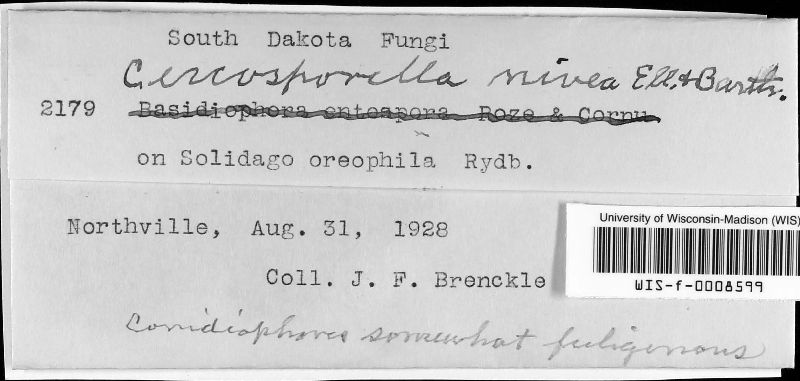 South Dakota Fungi
Cercosporella nivea Ell. & Barth.
2179 Basidiophora entospora Roze & Cornu
on Solidago oreophila Rydb.
Northville, Aug. 31, 1928
University of Wisconsin-Madison (WIS)
WIS-f-0008599
Coll. J. F. Brenckle
Conidiophores somewhat fuligenous